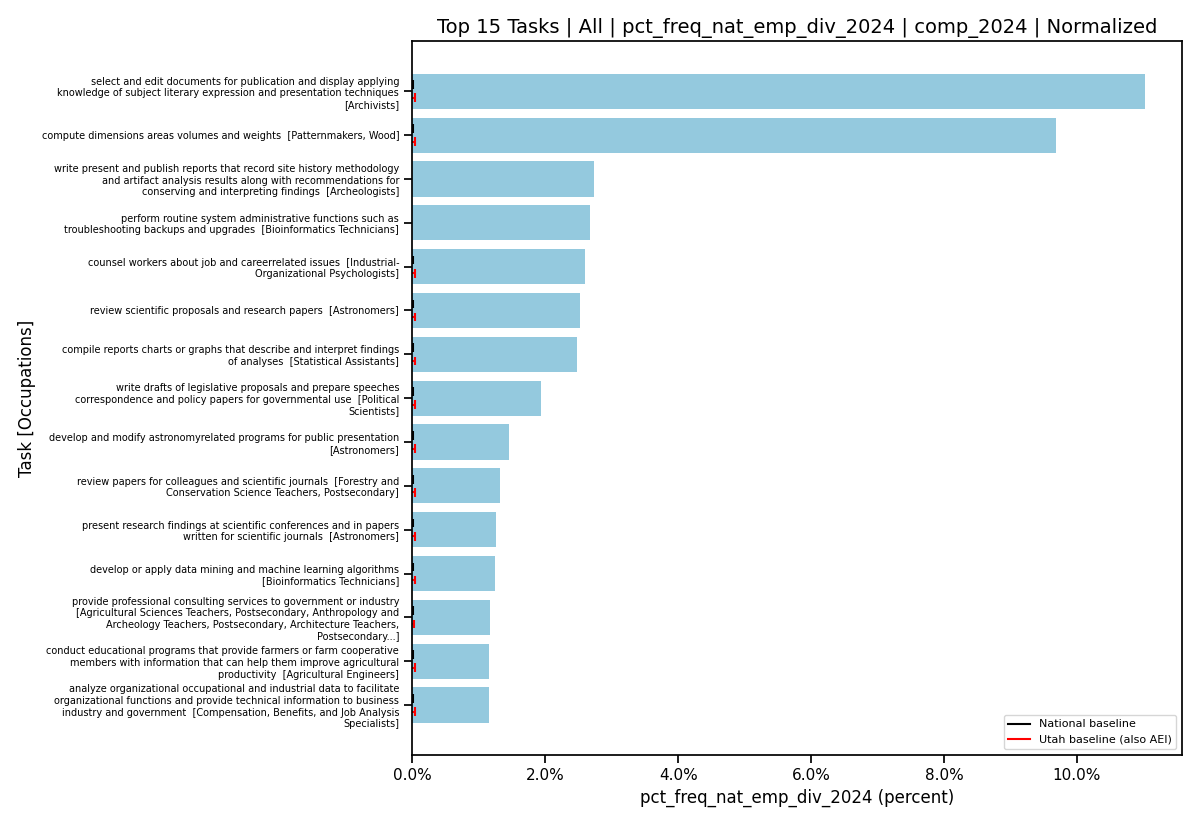 Top 15 Tasks | All | pct_freq_nat_emp_div_2024 | comp_2024 | Normalized
select and edit documents for publication and display applying
knowledge of subject literary expression and presentation techniques
[Archivists]
compute dimensions areas volumes and weights [Patternmakers, Wood]
write present and publish reports that record site history methodology
and artifact analysis results along with recommendations for
conserving and interpreting findings [Archeologists]
perform routine system administrative functions such as
troubleshooting backups and upgrades [Bioinformatics Technicians]
counsel workers about job and careerrelated issues [Industrial-
Organizational Psychologists]
review scientific proposals and research papers [Astronomers]
compile reports charts or graphs that describe and interpret findings
of analyses [Statistical Assistants]
write drafts of legislative proposals and prepare speeches
correspondence and policy papers for governmental use [Political
Scientists]
develop and modify astronomyrelated programs for public presentation
[Astronomers]
review papers for colleagues and scientific journals [Forestry and
Conservation Science Teachers, Postsecondary]
present research findings at scientific conferences and in papers
written for scientific journals [Astronomers]
develop or apply data mining and machine learning algorithms
[Bioinformatics Technicians]
provide professional consulting services to government or industry
[Agricultural Sciences Teachers, Postsecondary, Anthropology and
Archeology Teachers, Postsecondary, Architecture Teachers,
Postsecondary...]
conduct educational programs that provide farmers or farm cooperative
members with information that can help them improve agricultural
productivity [Agricultural Engineers]
analyze organizational occupational and industrial data to facilitate
organizational functions and provide technical information to business
industry and government [Compensation, Benefits, and Job Analysis
Specialists]
Task [Occupations]
National baseline
Utah baseline (also AEI)
0.0% 2.0% 4.0% 6.0% 8.0% 10.0%
pct_freq_nat_emp_div_2024 (percent)